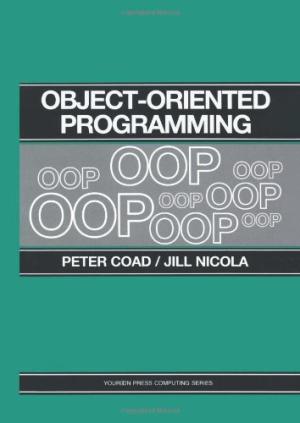 OBJECT-ORIENTED
PROGRAMMING
OOP OOP OOP
OOP OOP OOP
OOP OOP
PETER COAD / JILL NICOLA
YOURDON PRESS COMPUTING SERIES